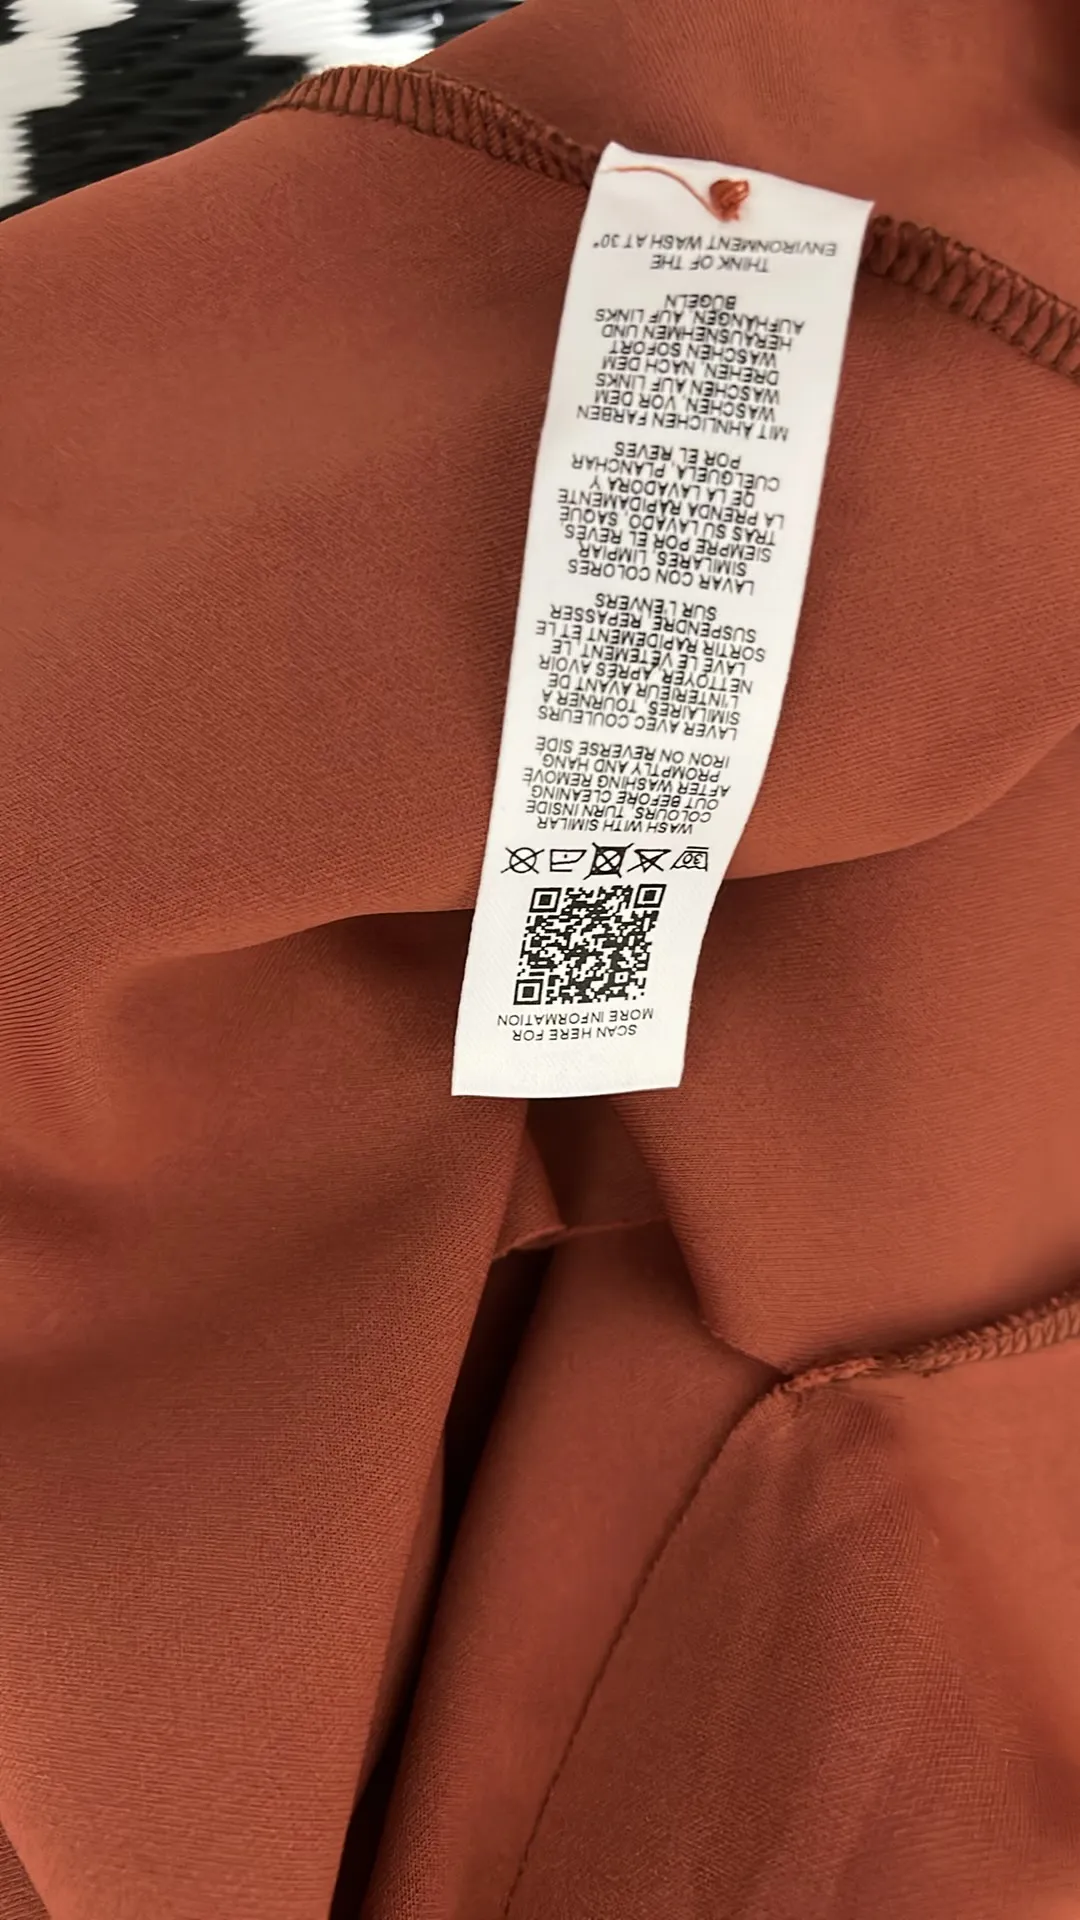 SCAN HERE FOR
MORE INFORMATION
30
WASH WITH SIMILAR
COLOURS, TURN INSIDE
OUT BEFORE CLEANING,
AFTER WASHING REMOVE
PROMPTLY AND HANG,
IRON ON REVERSE SIDE
LAVER AVEC COULEURS
SIMILAIRES, TOURNER À
L'INTÉRIEUR AVANT DE
NETTOYER, APRÈS AVOIR
LAVÉ LE VÊTEMENT, LE
SORTIR RAPIDEMENT ET LE
SUSPENDRE, REPASSER
SUR L'ENVERS
LAVAR CON COLORES
SIMILARES, LIMPIAR
SIEMPRE POR EL REVÉS,
TRAS SU LAVADO, SAQUE
LA PRENDA RÁPIDAMENTE
DE LA LAVADORA Y
CUÉLGUELA, PLANCHAR
POR EL REVÉS
MIT ÄHNLICHEN FARBEN
WASCHEN, VOR DEM
WASCHEN AUF LINKS
DREHEN, NACH DEM
WASCHEN SOFORT
HERAUSNEHMEN UND
AUFHÄNGEN, AUF LINKS
BÜGELN
THINK OF THE
ENVIRONMENT WASH AT 30°